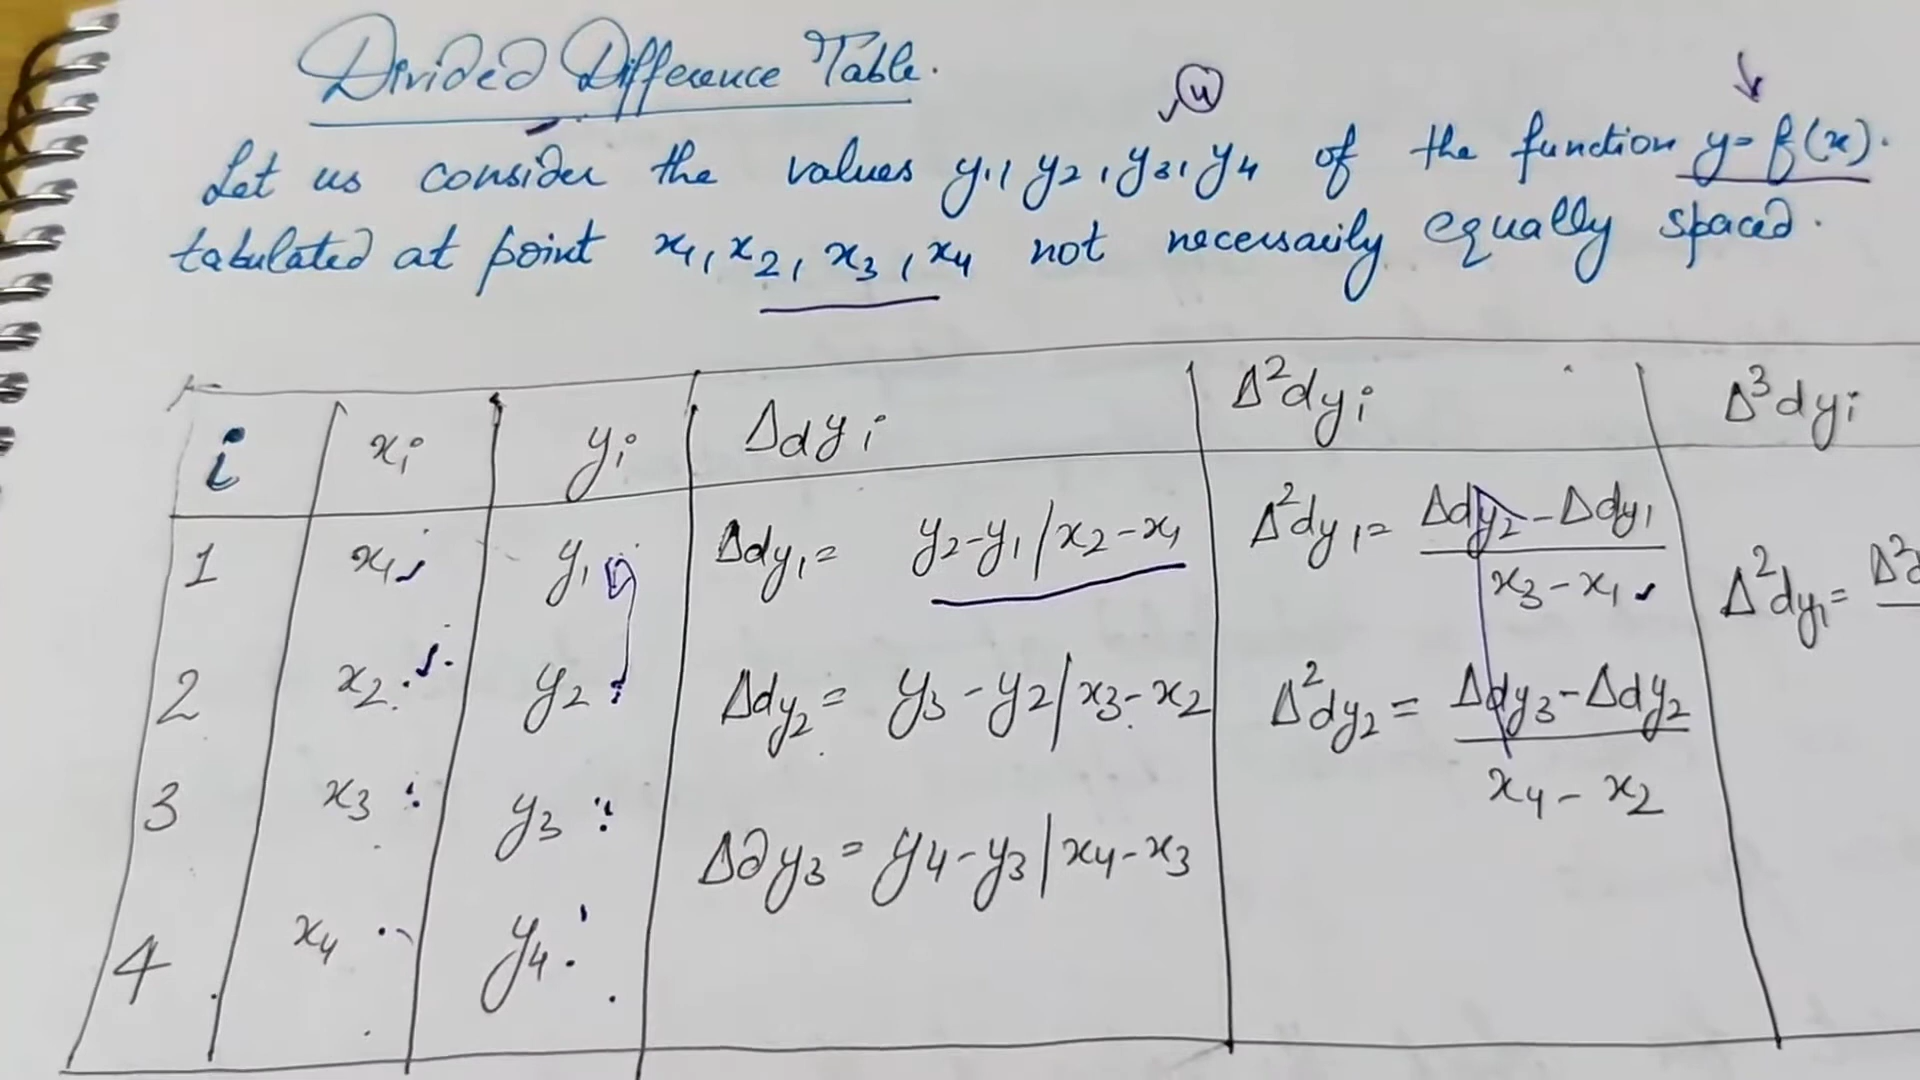 Divided Difference Table.
4
Let us consider the values y1, y2, y3, y4 of the function y = f(x).
tabulated at point x1, x2, x3, x4 not necessarily equally spaced.
i xi yi Δdyi Δ²dyi Δ³dyi
1 x1 y1 Δdy1 = y2-y1/x2-x1 Δ²dy1 = Δdy2-Δdy1 / x3-x1 Δ²dy1 = Δ²d
2 x2 y2 Δdy2 = y3-y2/x3-x2 Δ²dy2 = Δdy3-Δdy2 / x4-x2
3 x3 y3 Δdy3 = y4-y3/x4-x3
4 x4 y4